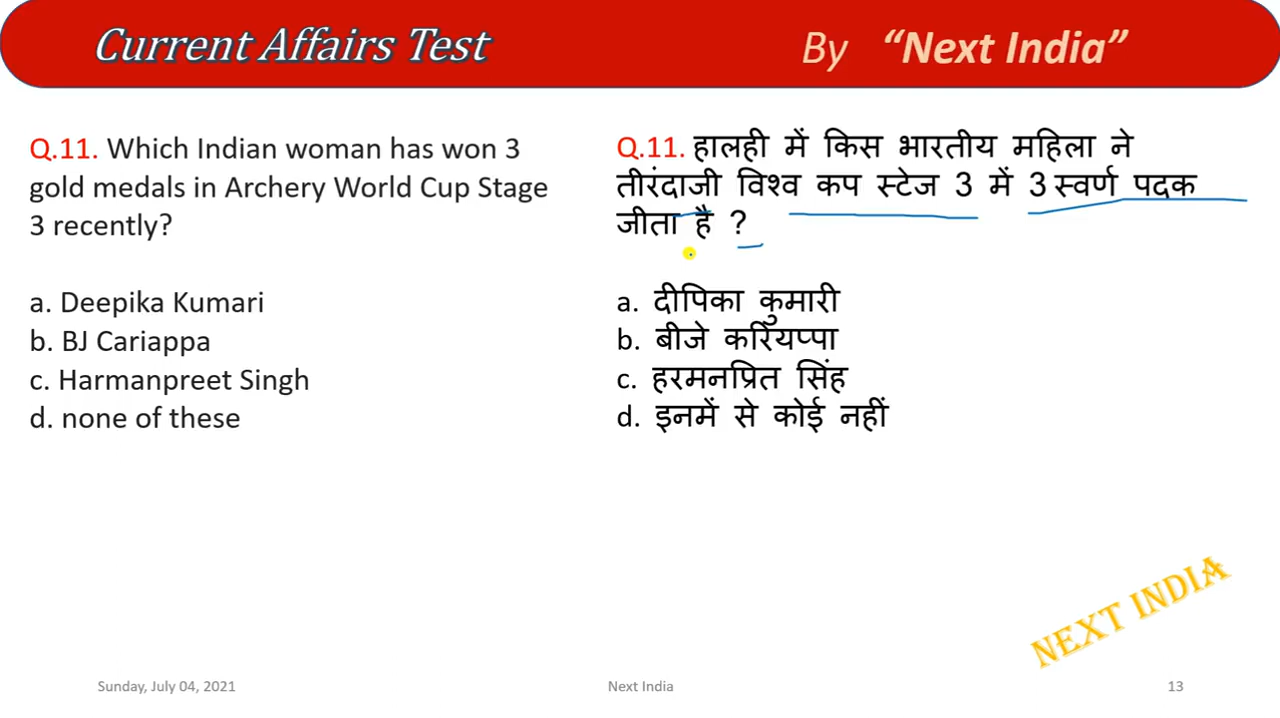 Current Affairs Test
By “Next India”
Q.11. Which Indian woman has won 3
gold medals in Archery World Cup Stage
3 recently?
a. Deepika Kumari
b. BJ Cariappa
c. Harmanpreet Singh
d. none of these
Q.11. हालही में किस भारतीय महिला ने
तीरंदाजी विश्व कप स्टेज 3 में 3 स्वर्ण पदक
जीता है ?
a. दीपिका कुमारी
b. बीजे करियप्पा
c. हरमनप्रित सिंह
d. इनमें से कोई नहीं
NEXT INDIA
Sunday, July 04, 2021
Next India
13